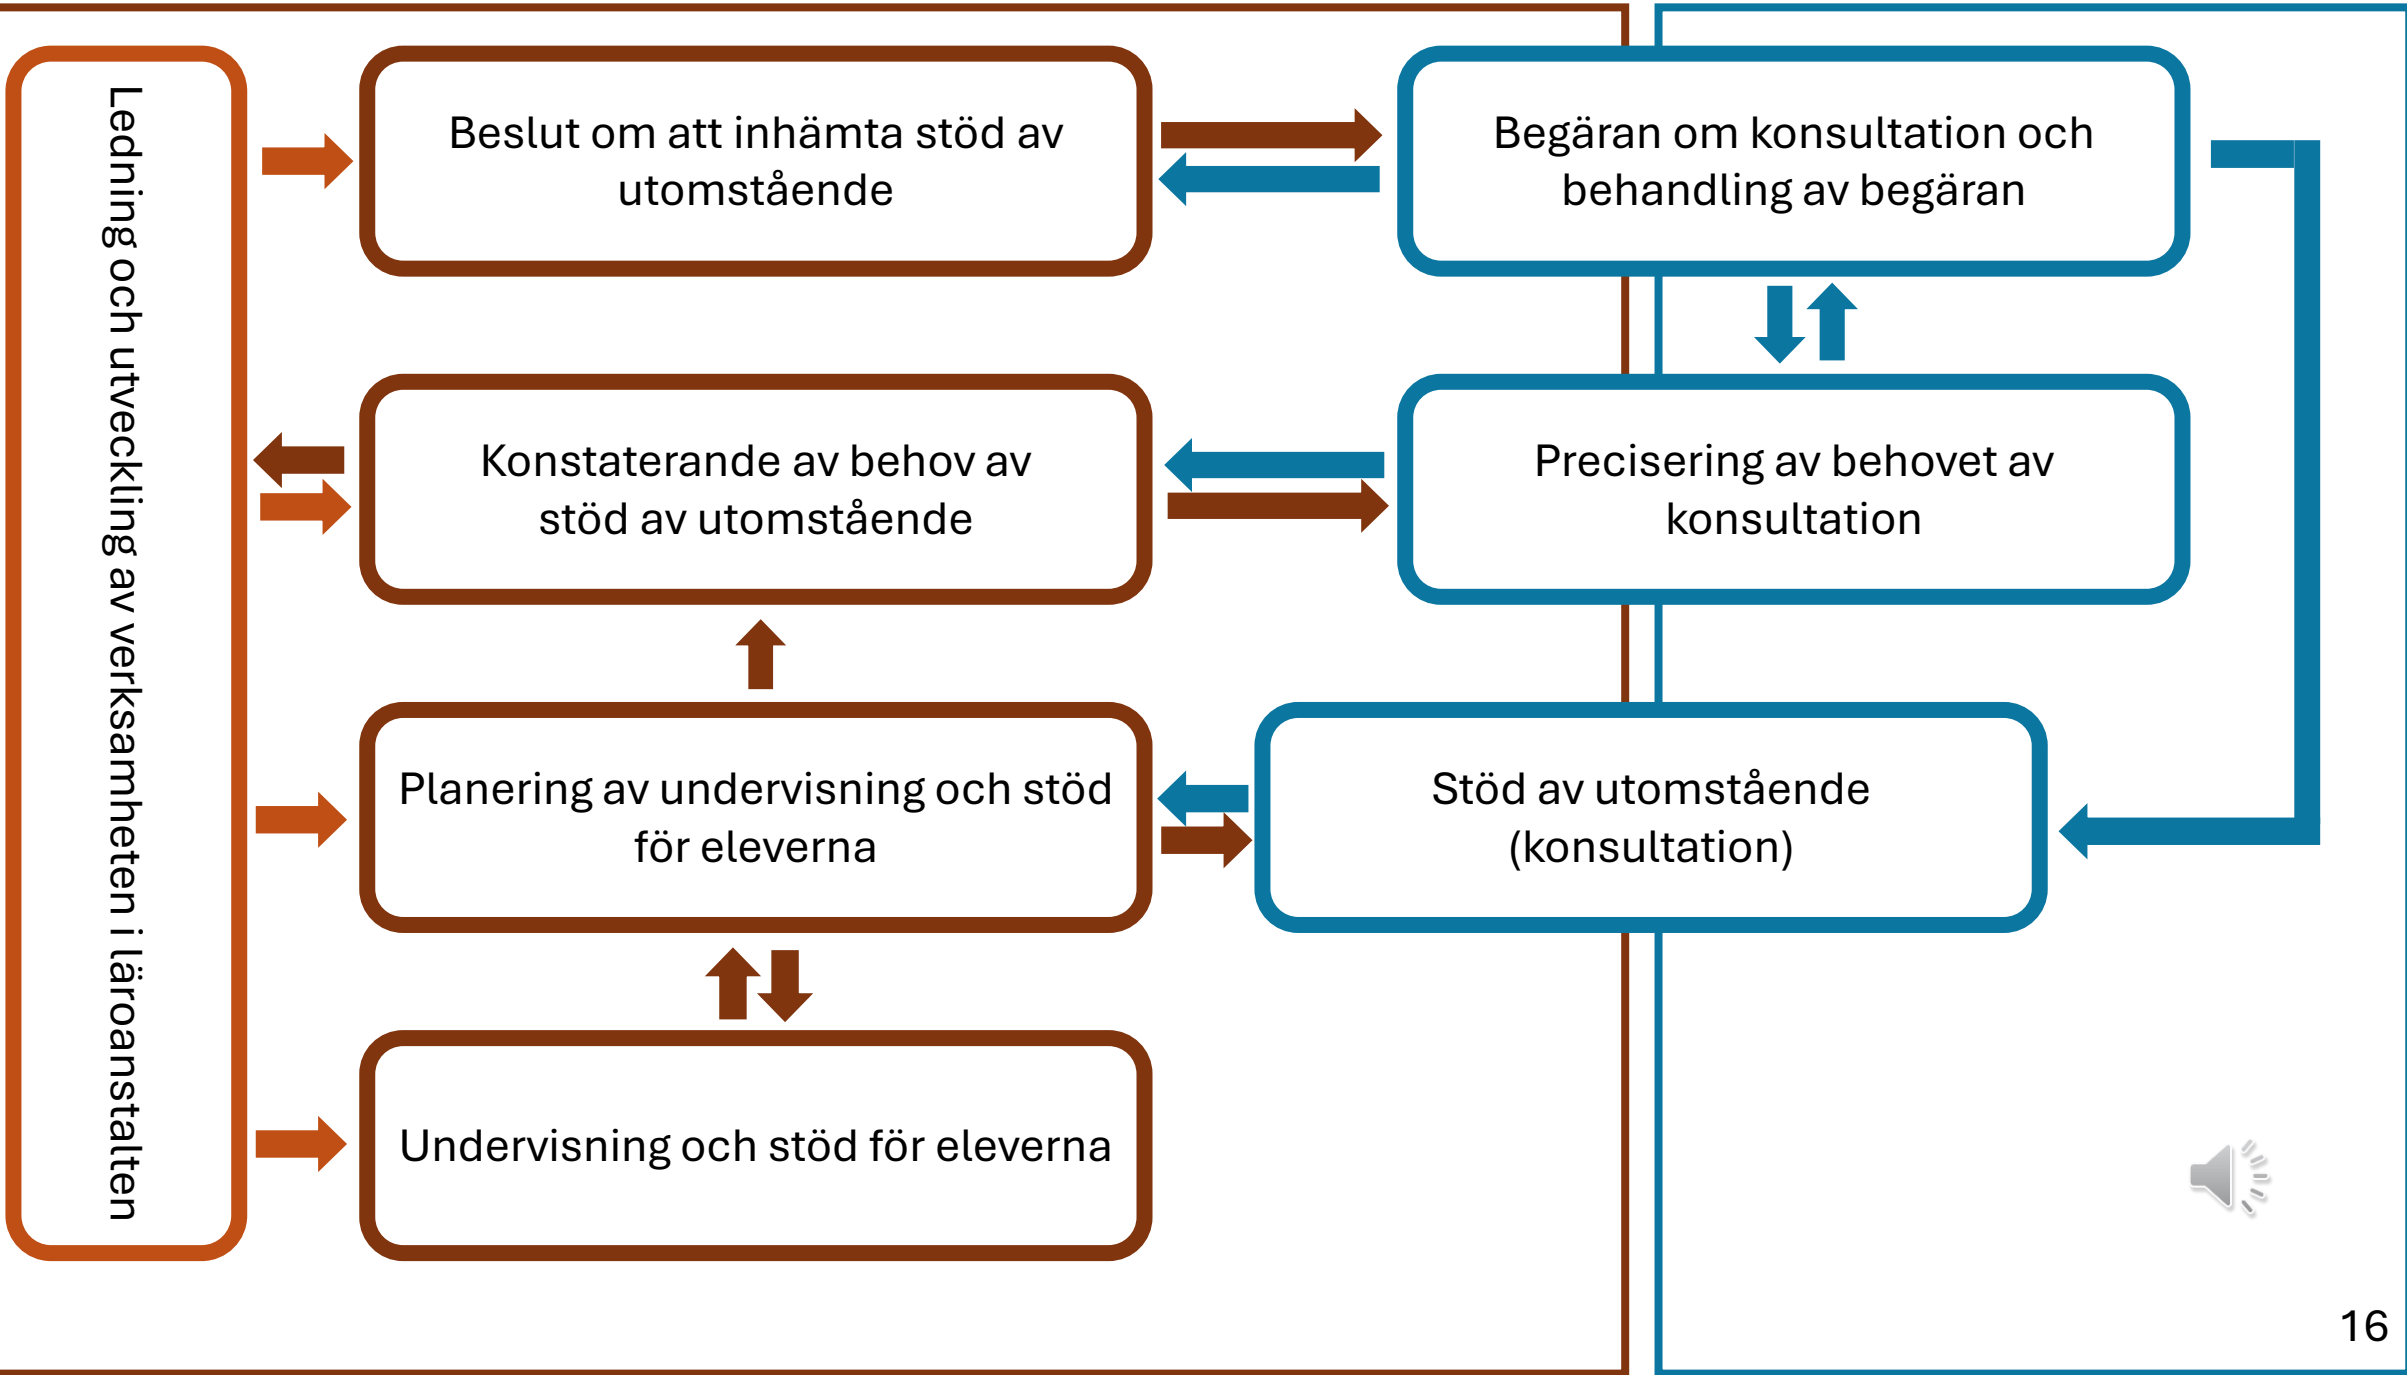 Ledning och utveckling av verksamheten i läroanstalten
Beslut om att inhämta stöd av
utomstående
Begäran om konsultation och
behandling av begäran
Konstaterande av behov av
stöd av utomstående
Precisering av behovet av
konsultation
Planering av undervisning och stöd
för eleverna
Stöd av utomstående
(konsultation)
Undervisning och stöd för eleverna
16